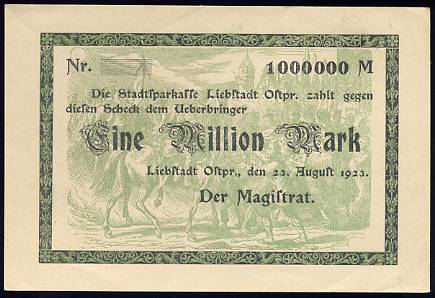 Nr. 1000000 M
Die Stadtsparkasse Liebstadt Ostpr. zahlt gegen
diesen Scheck dem Ueberbringer
Eine Million Mark
Liebstadt Ostpr., den 23. August 1923.
Der Magistrat.